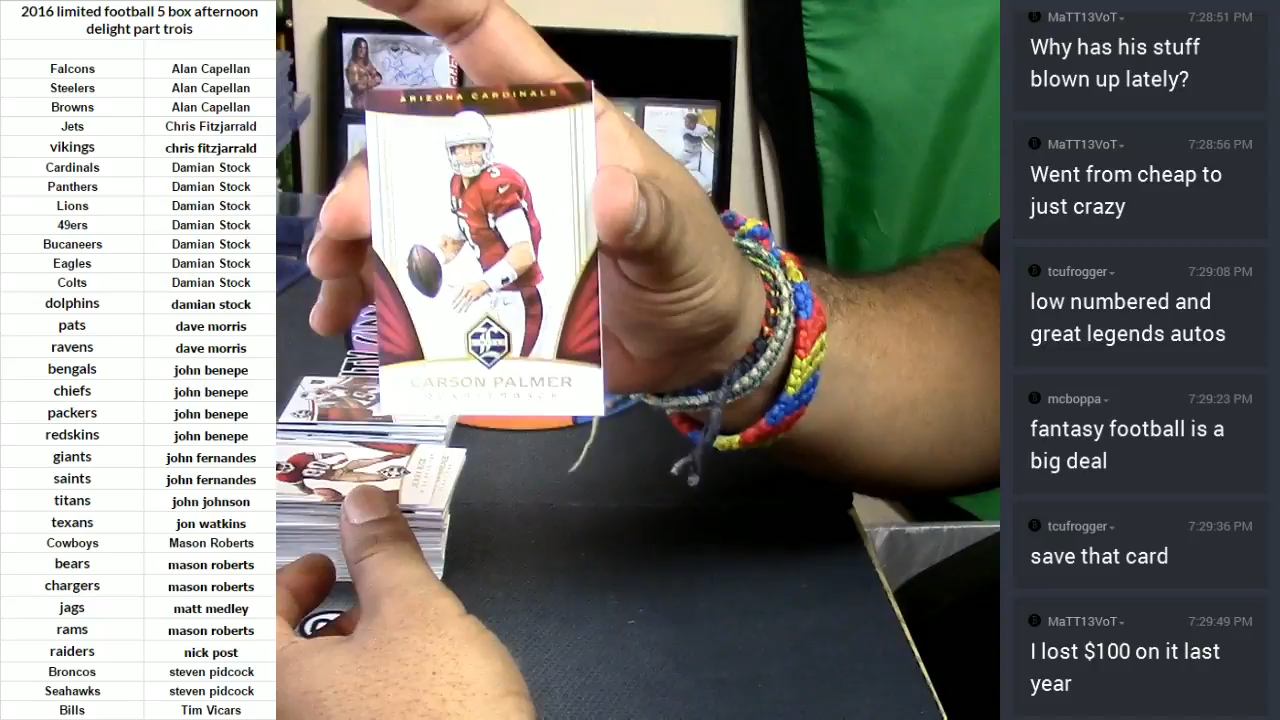 2016 limited football 5 box afternoon
delight part trois
Falcons Alan Capellan
Steelers Alan Capellan
Browns Alan Capellan
Jets Chris Fitzjarrald
vikings chris fitzjarrald
Cardinals Damian Stock
Panthers Damian Stock
Lions Damian Stock
49ers Damian Stock
Bucaneers Damian Stock
Eagles Damian Stock
Colts Damian Stock
dolphins damian stock
pats dave morris
ravens dave morris
bengals john benepe
chiefs john benepe
packers john benepe
redskins john benepe
giants john fernandes
saints john fernandes
titans john johnson
texans jon watkins
Cowboys Mason Roberts
bears mason roberts
chargers mason roberts
jags matt medley
rams mason roberts
raiders nick post
Broncos steven pidcock
Seahawks steven pidcock
Bills Tim Vicars
ARIZONA CARDINALS
CARSON PALMER
QUARTERBACK
MaTT13VoT 7:28:51 PM
Why has his stuff
blown up lately?
MaTT13VoT 7:28:56 PM
Went from cheap to
just crazy
tcufrogger 7:29:08 PM
low numbered and
great legends autos
mcboppa 7:29:23 PM
fantasy football is a
big deal
tcufrogger 7:29:36 PM
save that card
MaTT13VoT 7:29:49 PM
I lost $100 on it last
year